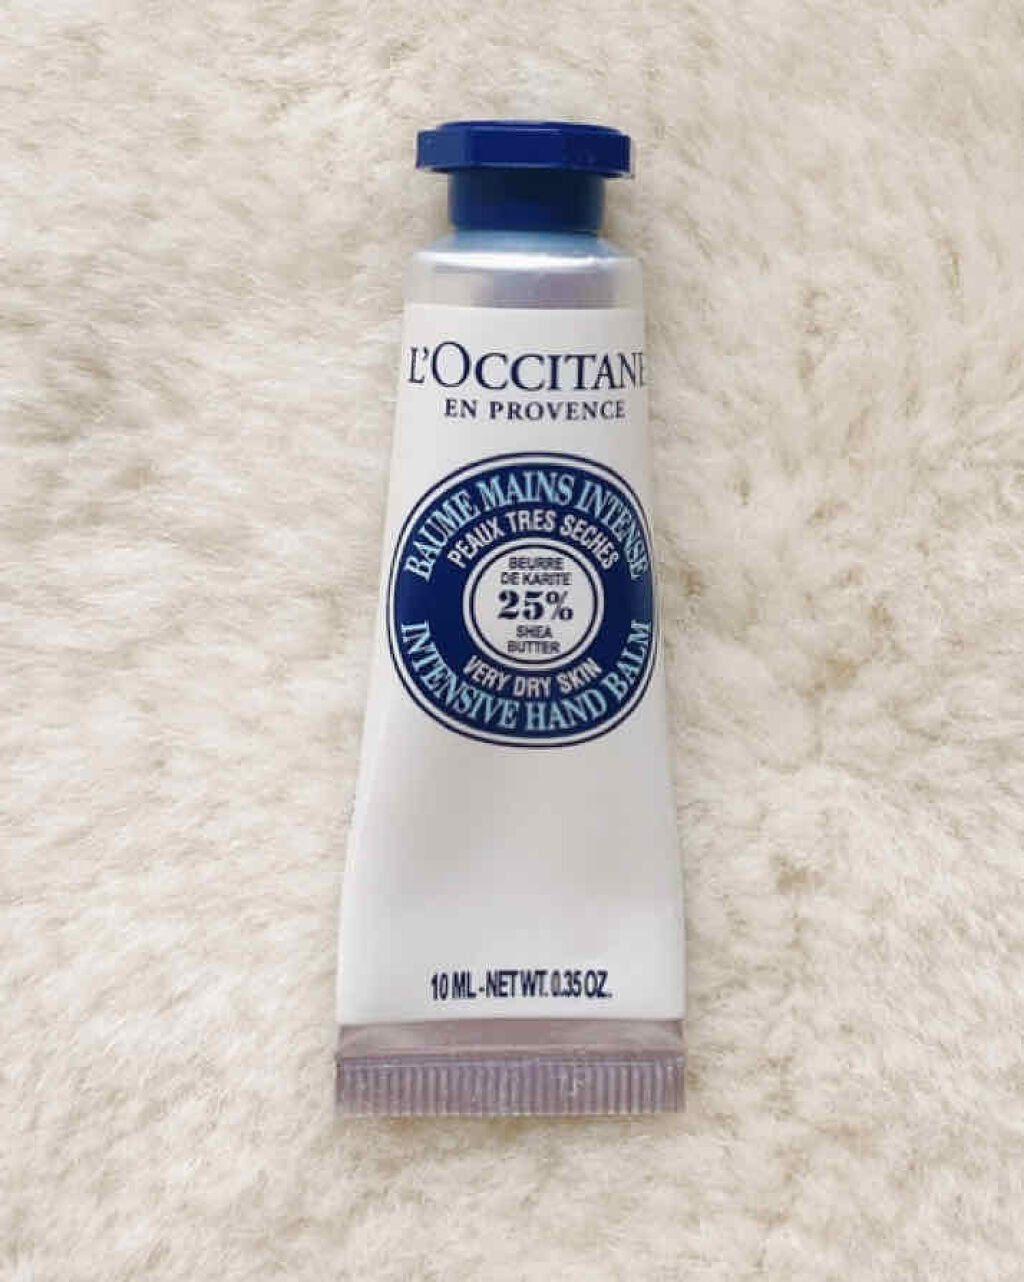 L'OCCITANE
EN PROVENCE
BAUME MAINS INTENSE
PEAUX TRES SECHES
BEURRE
DE KARITE
25%
SHEA
BUTTER
VERY DRY SKIN
INTENSIVE HAND BALM
10 ML - NET WT. 0.35 OZ.